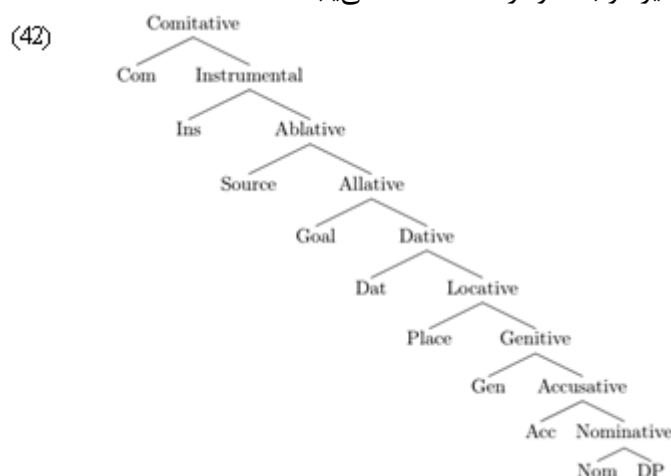 (42)
Comitative
Com Instrumental
Ins Ablative
Source Allative
Goal Dative
Dat Locative
Place Genitive
Gen Accusative
Acc Nominative
Nom DP